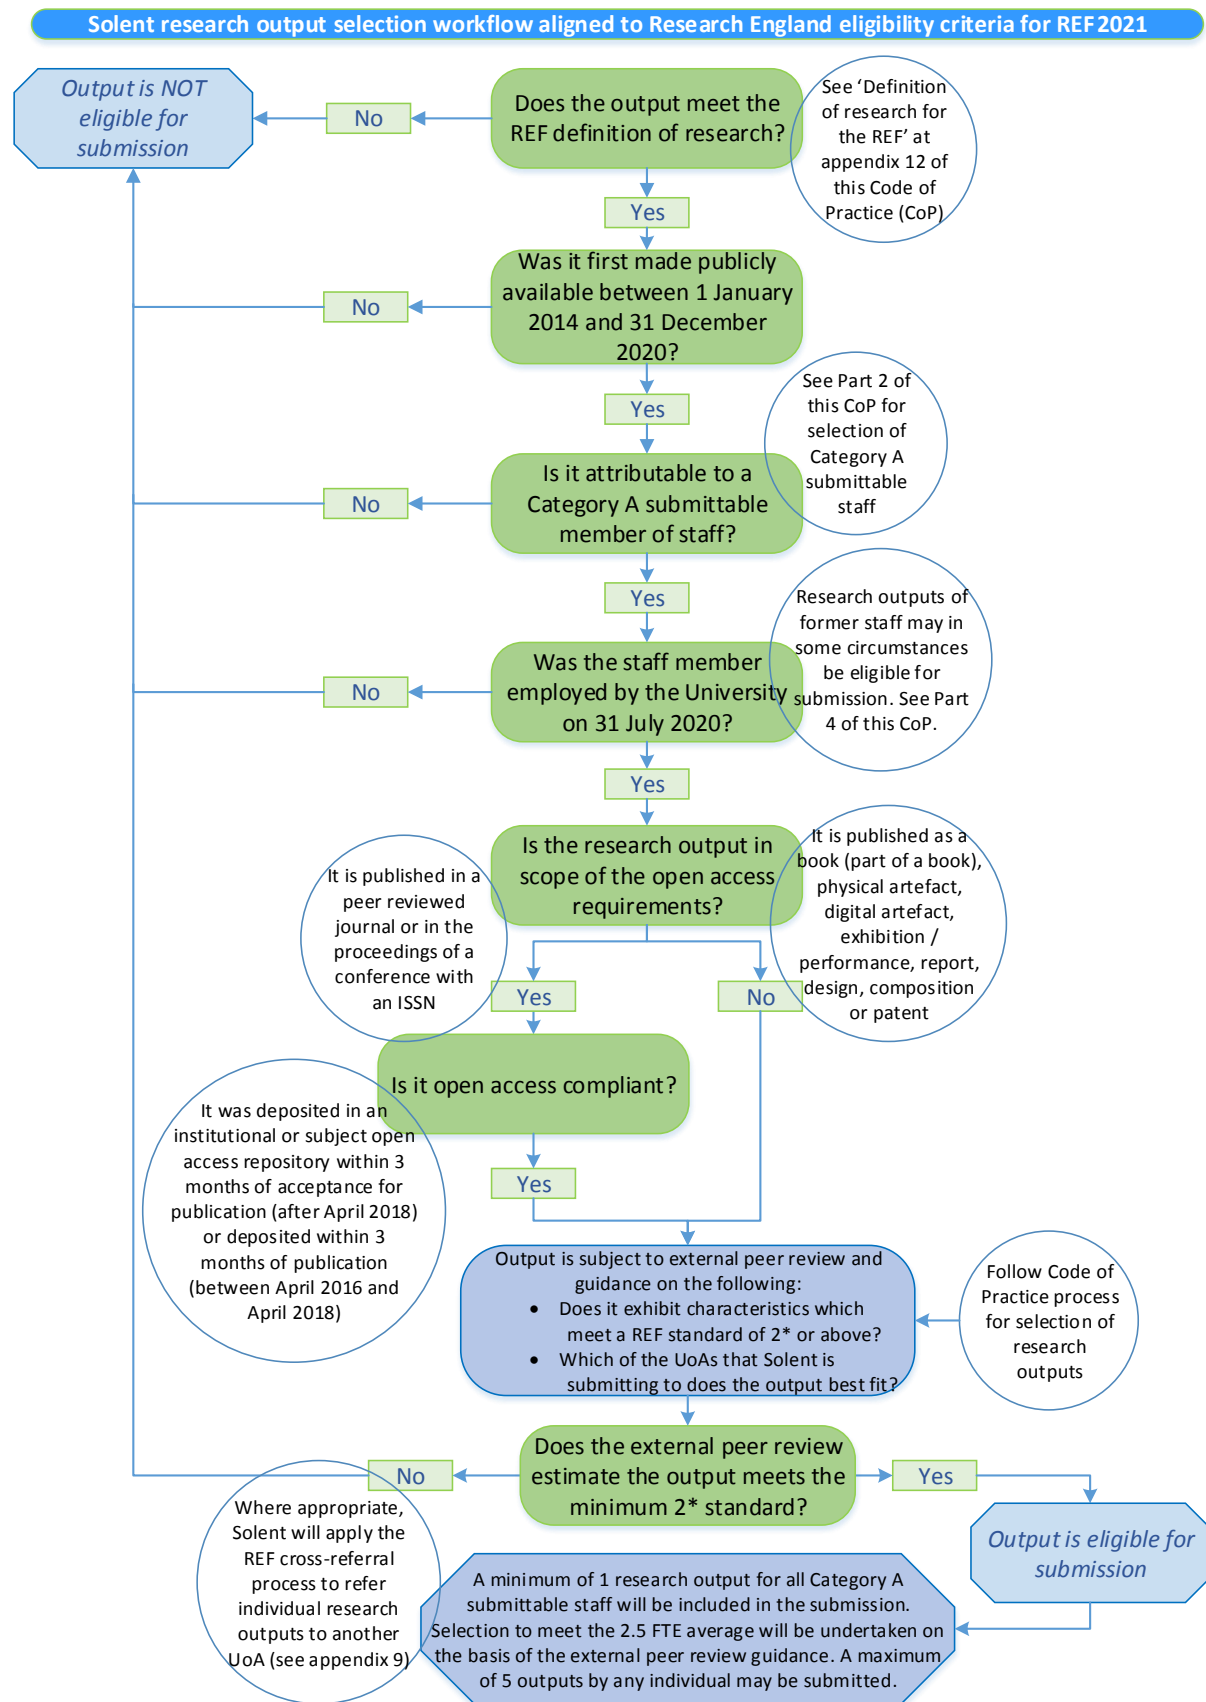 Solent research output selection workflow aligned to Research England eligibility criteria for REF2021
Output is NOT
eligible for
submission
No
Does the output meet the
REF definition of research?
See ‘Definition
of research for
the REF’ at
appendix 12 of
this Code of
Practice (CoP)
Yes
No
Was it first made publicly
available between 1 January
2014 and 31 December
2020?
Yes
See Part 2 of
this CoP for
selection of
Category A
submittable
staff
No
Is it attributable to a
Category A submittable
member of staff?
Yes
Research outputs of
former staff may in
some circumstances
be eligible for
submission. See Part
4 of this CoP.
No
Was the staff member
employed by the University
on 31 July 2020?
Yes
Is the research output in
scope of the open access
requirements?
It is published in a
peer reviewed
journal or in the
proceedings of a
conference with
an ISSN
It is published as a
book (part of a book),
physical artefact,
digital artefact,
exhibition /
performance, report,
design, composition
or patent
Yes
No
Is it open access compliant?
It was deposited in an
institutional or subject open
access repository within 3
months of acceptance for
publication (after April 2018)
or deposited within 3
months of publication
(between April 2016 and
April 2018)
Yes
Output is subject to external peer review and
guidance on the following:
• Does it exhibit characteristics which
meet a REF standard of 2* or above?
• Which of the UoAs that Solent is
submitting to does the output best fit?
Follow Code of
Practice process
for selection of
research
outputs
No
Does the external peer review
estimate the output meets the
minimum 2* standard?
Yes
Where appropriate,
Solent will apply the
REF cross-referral
process to refer
individual research
outputs to another
UoA (see appendix 9)
Output is eligible for
submission
A minimum of 1 research output for all Category A
submittable staff will be included in the submission.
Selection to meet the 2.5 FTE average will be undertaken on
the basis of the external peer review guidance. A maximum
of 5 outputs by any individual may be submitted.